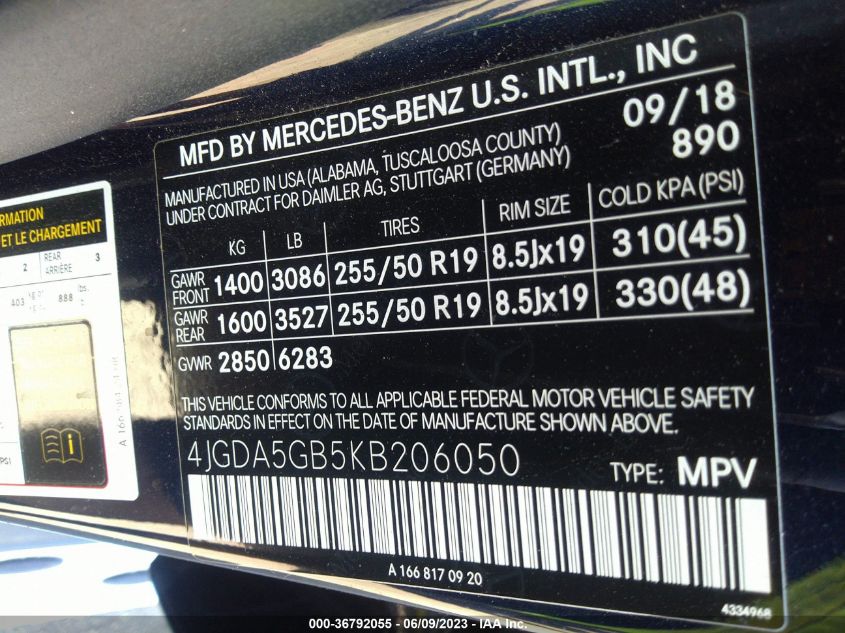 MFD BY MERCEDES-BENZ U.S. INTL., INC
09/18
890
MANUFACTURED IN USA (ALABAMA, TUSCALOOSA COUNTY)
UNDER CONTRACT FOR DAIMLER AG, STUTTGART (GERMANY)
KG LB TIRES RIM SIZE COLD KPA (PSI)
GAWR FRONT 1400 3086 255/50 R19 8.5Jx19 310(45)
GAWR REAR 1600 3527 255/50 R19 8.5Jx19 330(48)
GVWR 2850 6283
THIS VEHICLE CONFORMS TO ALL APPLICABLE FEDERAL MOTOR VEHICLE SAFETY
STANDARDS IN EFFECT ON THE DATE OF MANUFACTURE SHOWN ABOVE.
4JGDA5GB5KB206050
TYPE: MPV
A 166 817 09 20
4334968
ET LE CHARGEMENT
2 REAR 3
ARRIÈRE
403 888 lbs.
000-36792055 - 06/09/2023 - IAA Inc.